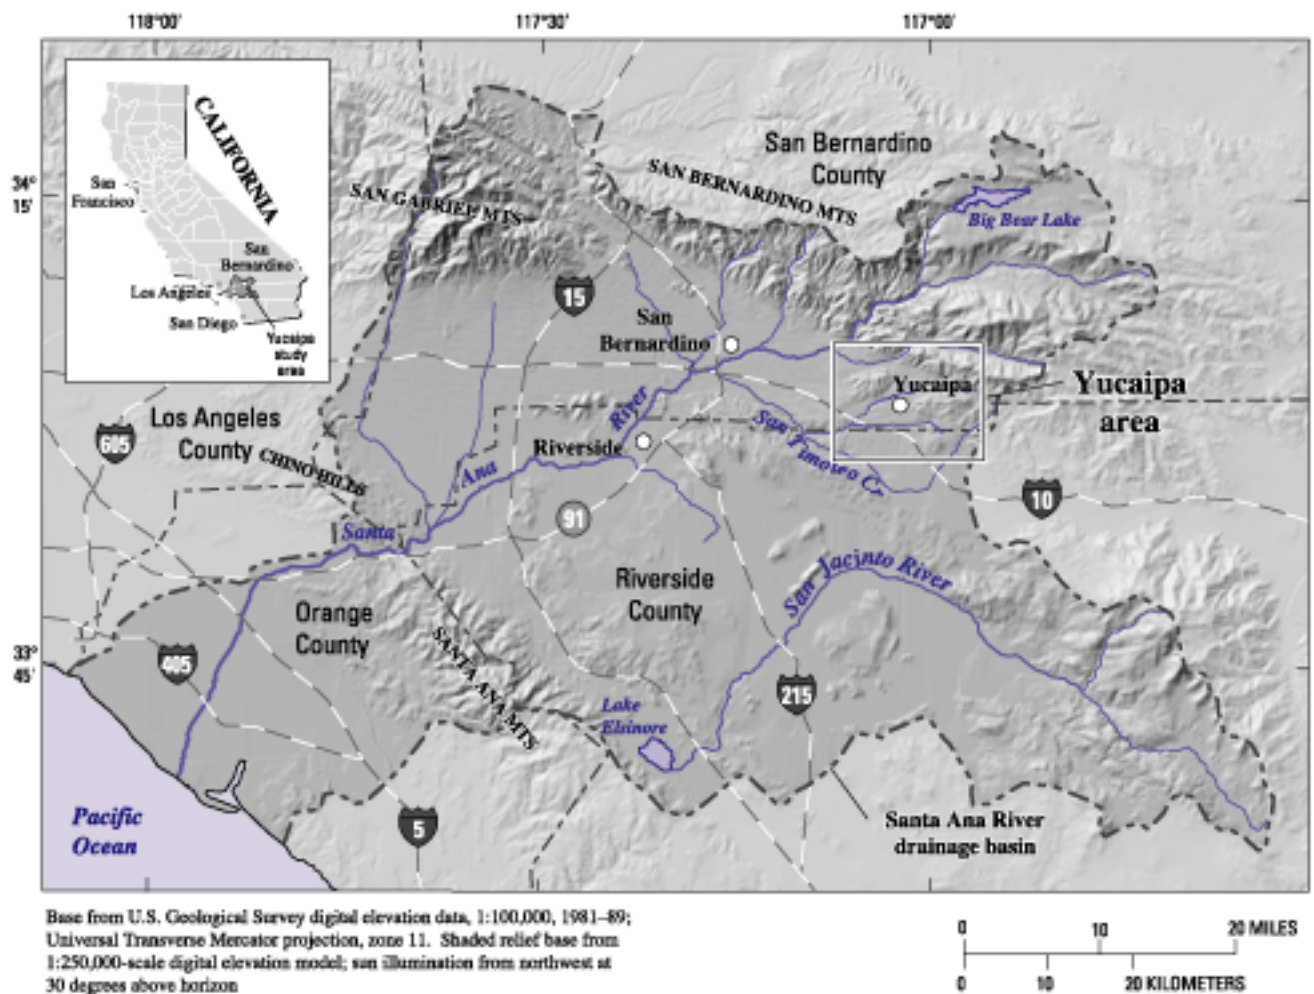 118°00'
117°30'
117°00'
34°
15'
33°
45'
CALIFORNIA
San
Francisco
San
Bernardino
Los Angeles
San Diego
Yucaipa
study
area
San Bernardino
County
SAN BERNARDINO MTS
SAN GABRIEL MTS
Big Bear Lake
15
San
Bernardino
Yucaipa
Yucaipa
area
Los Angeles
County
605
CHINO HILLS
River
Riverside
Ana
San Timoteo Cr
10
91
Santa
Riverside
County
San Jacinto River
Orange
County
SANTA ANA MTS
405
215
Lake
Elsinore
Pacific
Ocean
5
Santa Ana River
drainage basin
Base from U.S. Geological Survey digital elevation data, 1:100,000, 1981–89;
Universal Transverse Mercator projection, zone 11. Shaded relief base from
1:250,000-scale digital elevation model; sun illumination from northwest at
30 degrees above horizon
0 10 20 MILES
0 10 20 KILOMETERS